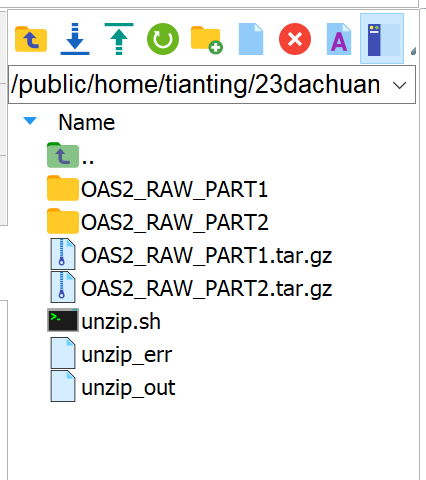 A
/public/home/tianting/23dachuan
Name
..
OAS2_RAW_PART1
OAS2_RAW_PART2
OAS2_RAW_PART1.tar.gz
OAS2_RAW_PART2.tar.gz
unzip.sh
unzip_err
unzip_out